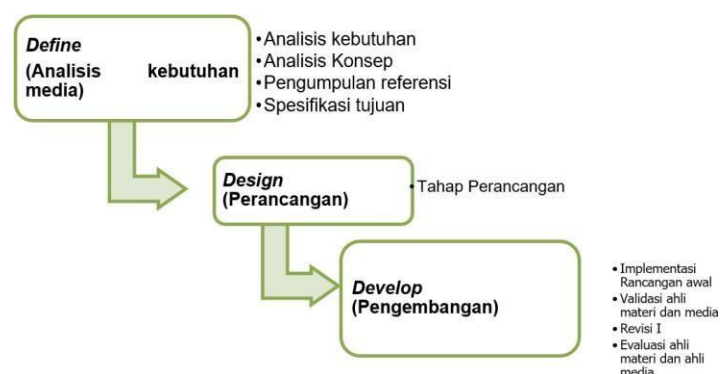 Define
(Analisis kebutuhan
media)
• Analisis kebutuhan
• Analisis Konsep
• Pengumpulan referensi
• Spesifikasi tujuan
Design
(Perancangan)
• Tahap Perancangan
Develop
(Pengembangan)
• Implementasi
Rancangan awal
• Validasi ahli
materi dan media
• Revisi I
• Evaluasi ahli
materi dan ahli
media